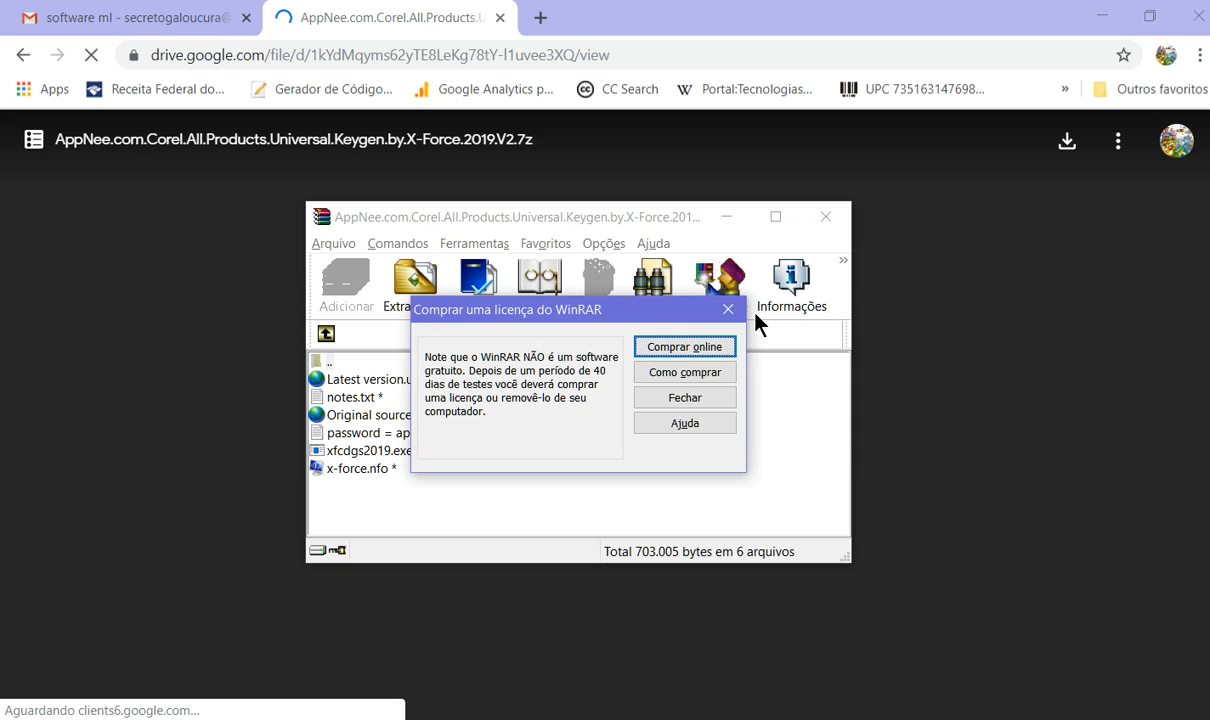 software ml - secretogaloucura@
AppNee.com.Corel.All.Products.U
drive.google.com/file/d/1kYdMqyms62yTE8LeKg78tY-l1uvee3XQ/view
Apps
Receita Federal do...
Gerador de Código...
Google Analytics p...
CC Search
Portal:Tecnologias...
UPC 735163147698...
»
Outros favoritos
AppNee.com.Corel.All.Products.Universal.Keygen.by.X-Force.2019.V2.7z
AppNee.com.Corel.All.Products.Universal.Keygen.by.X-Force.201...
Arquivo Comandos Ferramentas Favoritos Opções Ajuda
»
Adicionar Extra Informações
Comprar uma licença do WinRAR
Note que o WinRAR NÃO é um software
gratuito. Depois de um período de 40
dias de testes você deverá comprar
uma licença ou removê-lo de seu
computador.
Comprar online
Como comprar
Fechar
Ajuda
..
Latest version.u
notes.txt *
Original source
password = ap
xfcdgs2019.exe
x-force.nfo *
Total 703.005 bytes em 6 arquivos
Aguardando clients6.google.com...